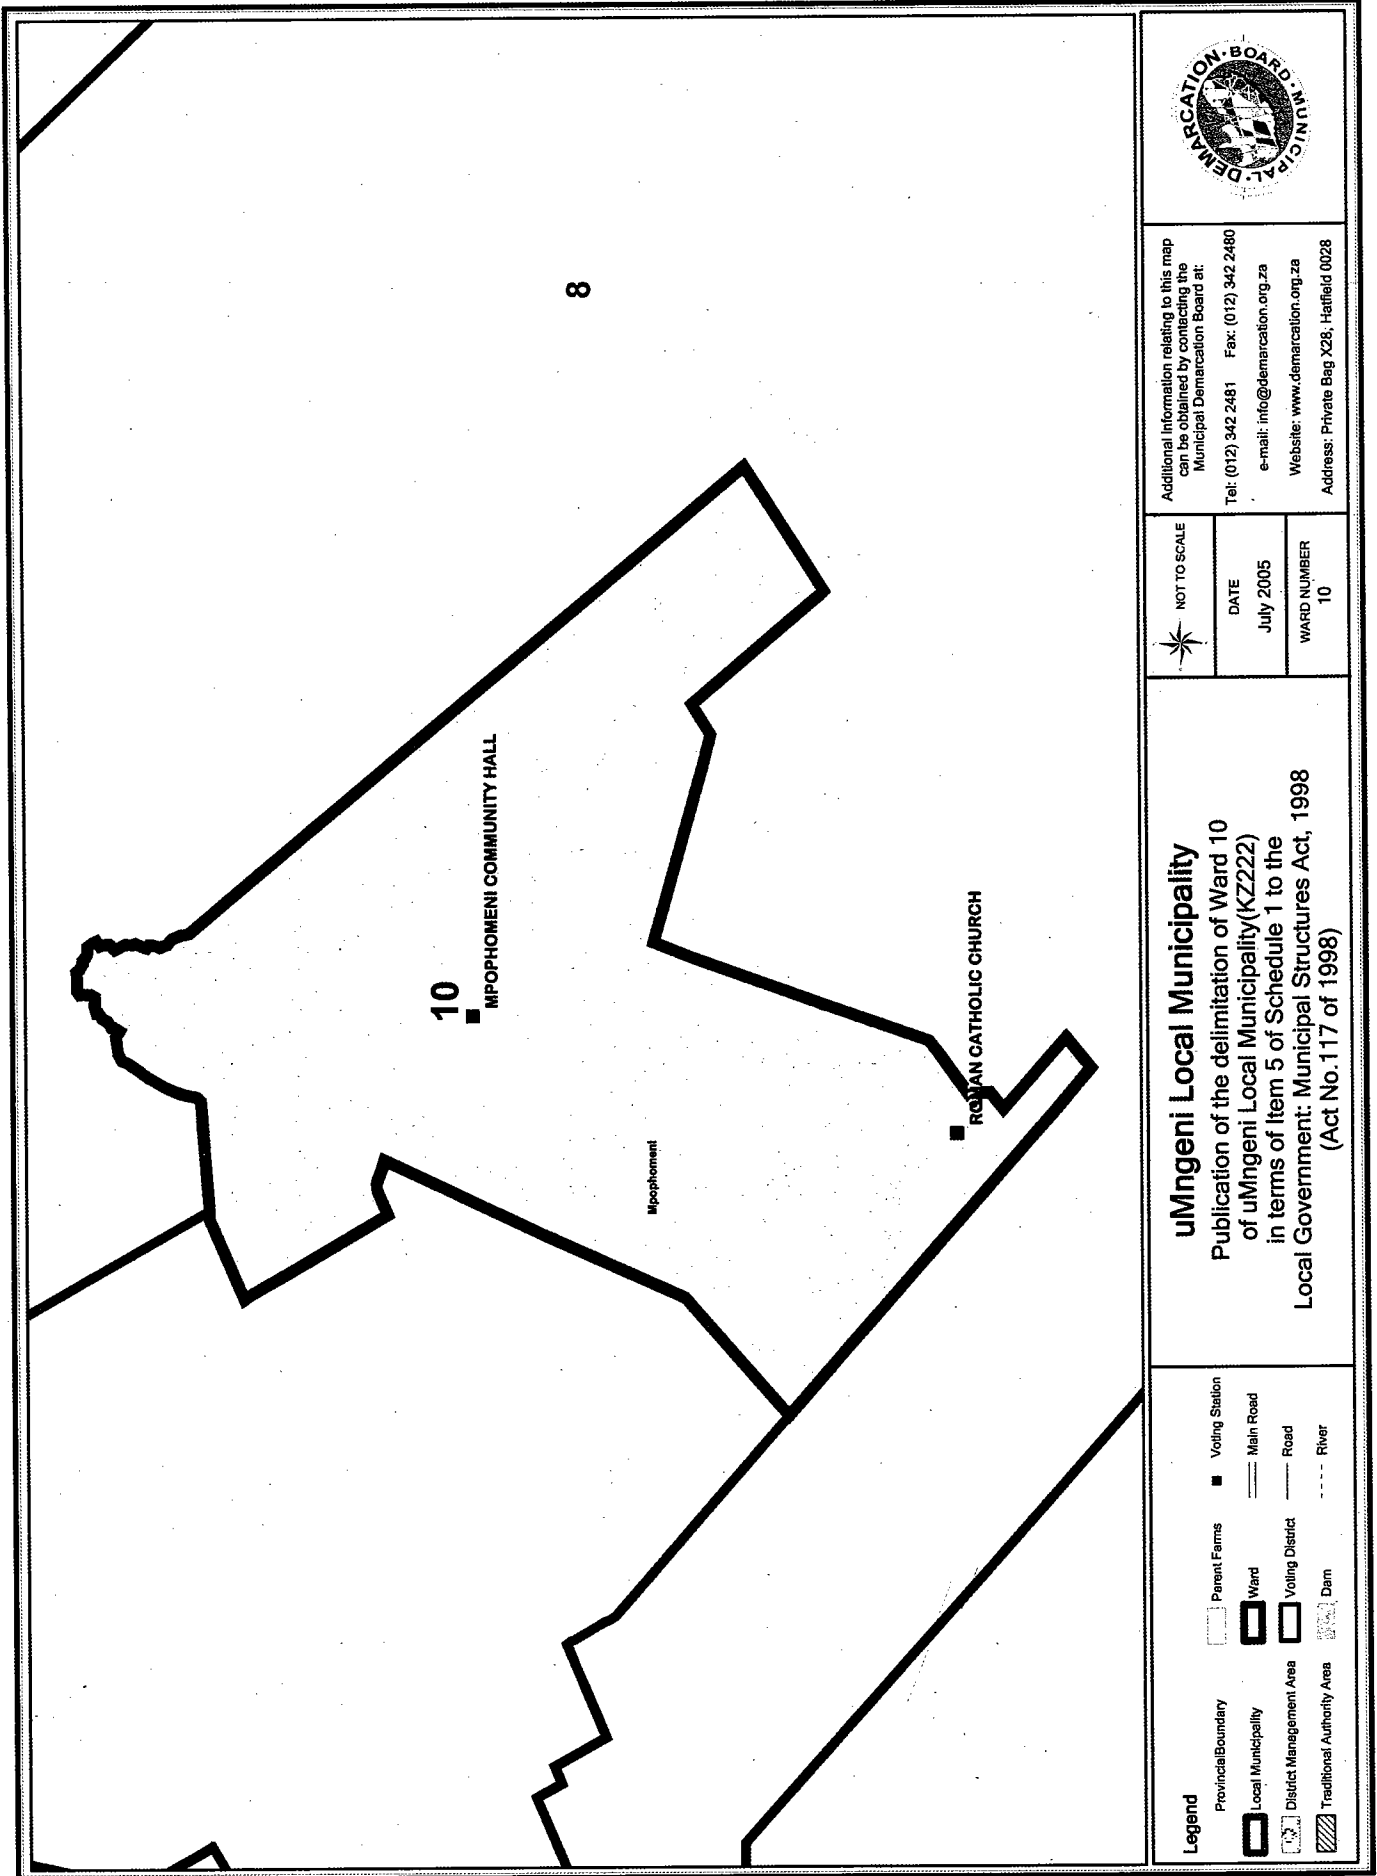 8
10
MPOPHOMENI COMMUNITY HALL
Mpophomeni
ROMAN CATHOLIC CHURCH
Legend
ProvincialBoundary
Local Municipality
District Management Area
Traditional Authority Area
Parent Farms
Ward
Voting District
Dam
Voting Station
Main Road
Road
River
uMngeni Local Municipality
Publication of the delimitation of Ward 10
of uMngeni Local Municipality(KZ222)
in terms of Item 5 of Schedule 1 to the
Local Government: Municipal Structures Act, 1998
(Act No.117 of 1998)
NOT TO SCALE
DATE
July 2005
WARD NUMBER
10
Additional Information relating to this map
can be obtained by contacting the
Municipal Demarcation Board at:
Tel: (012) 342 2481 Fax: (012) 342 2480
e-mail: info@demarcation.org.za
Website: www.demarcation.org.za
Address: Private Bag X28, Hatfield 0028
MUNICIPAL·DEMARCATION·BOARD·